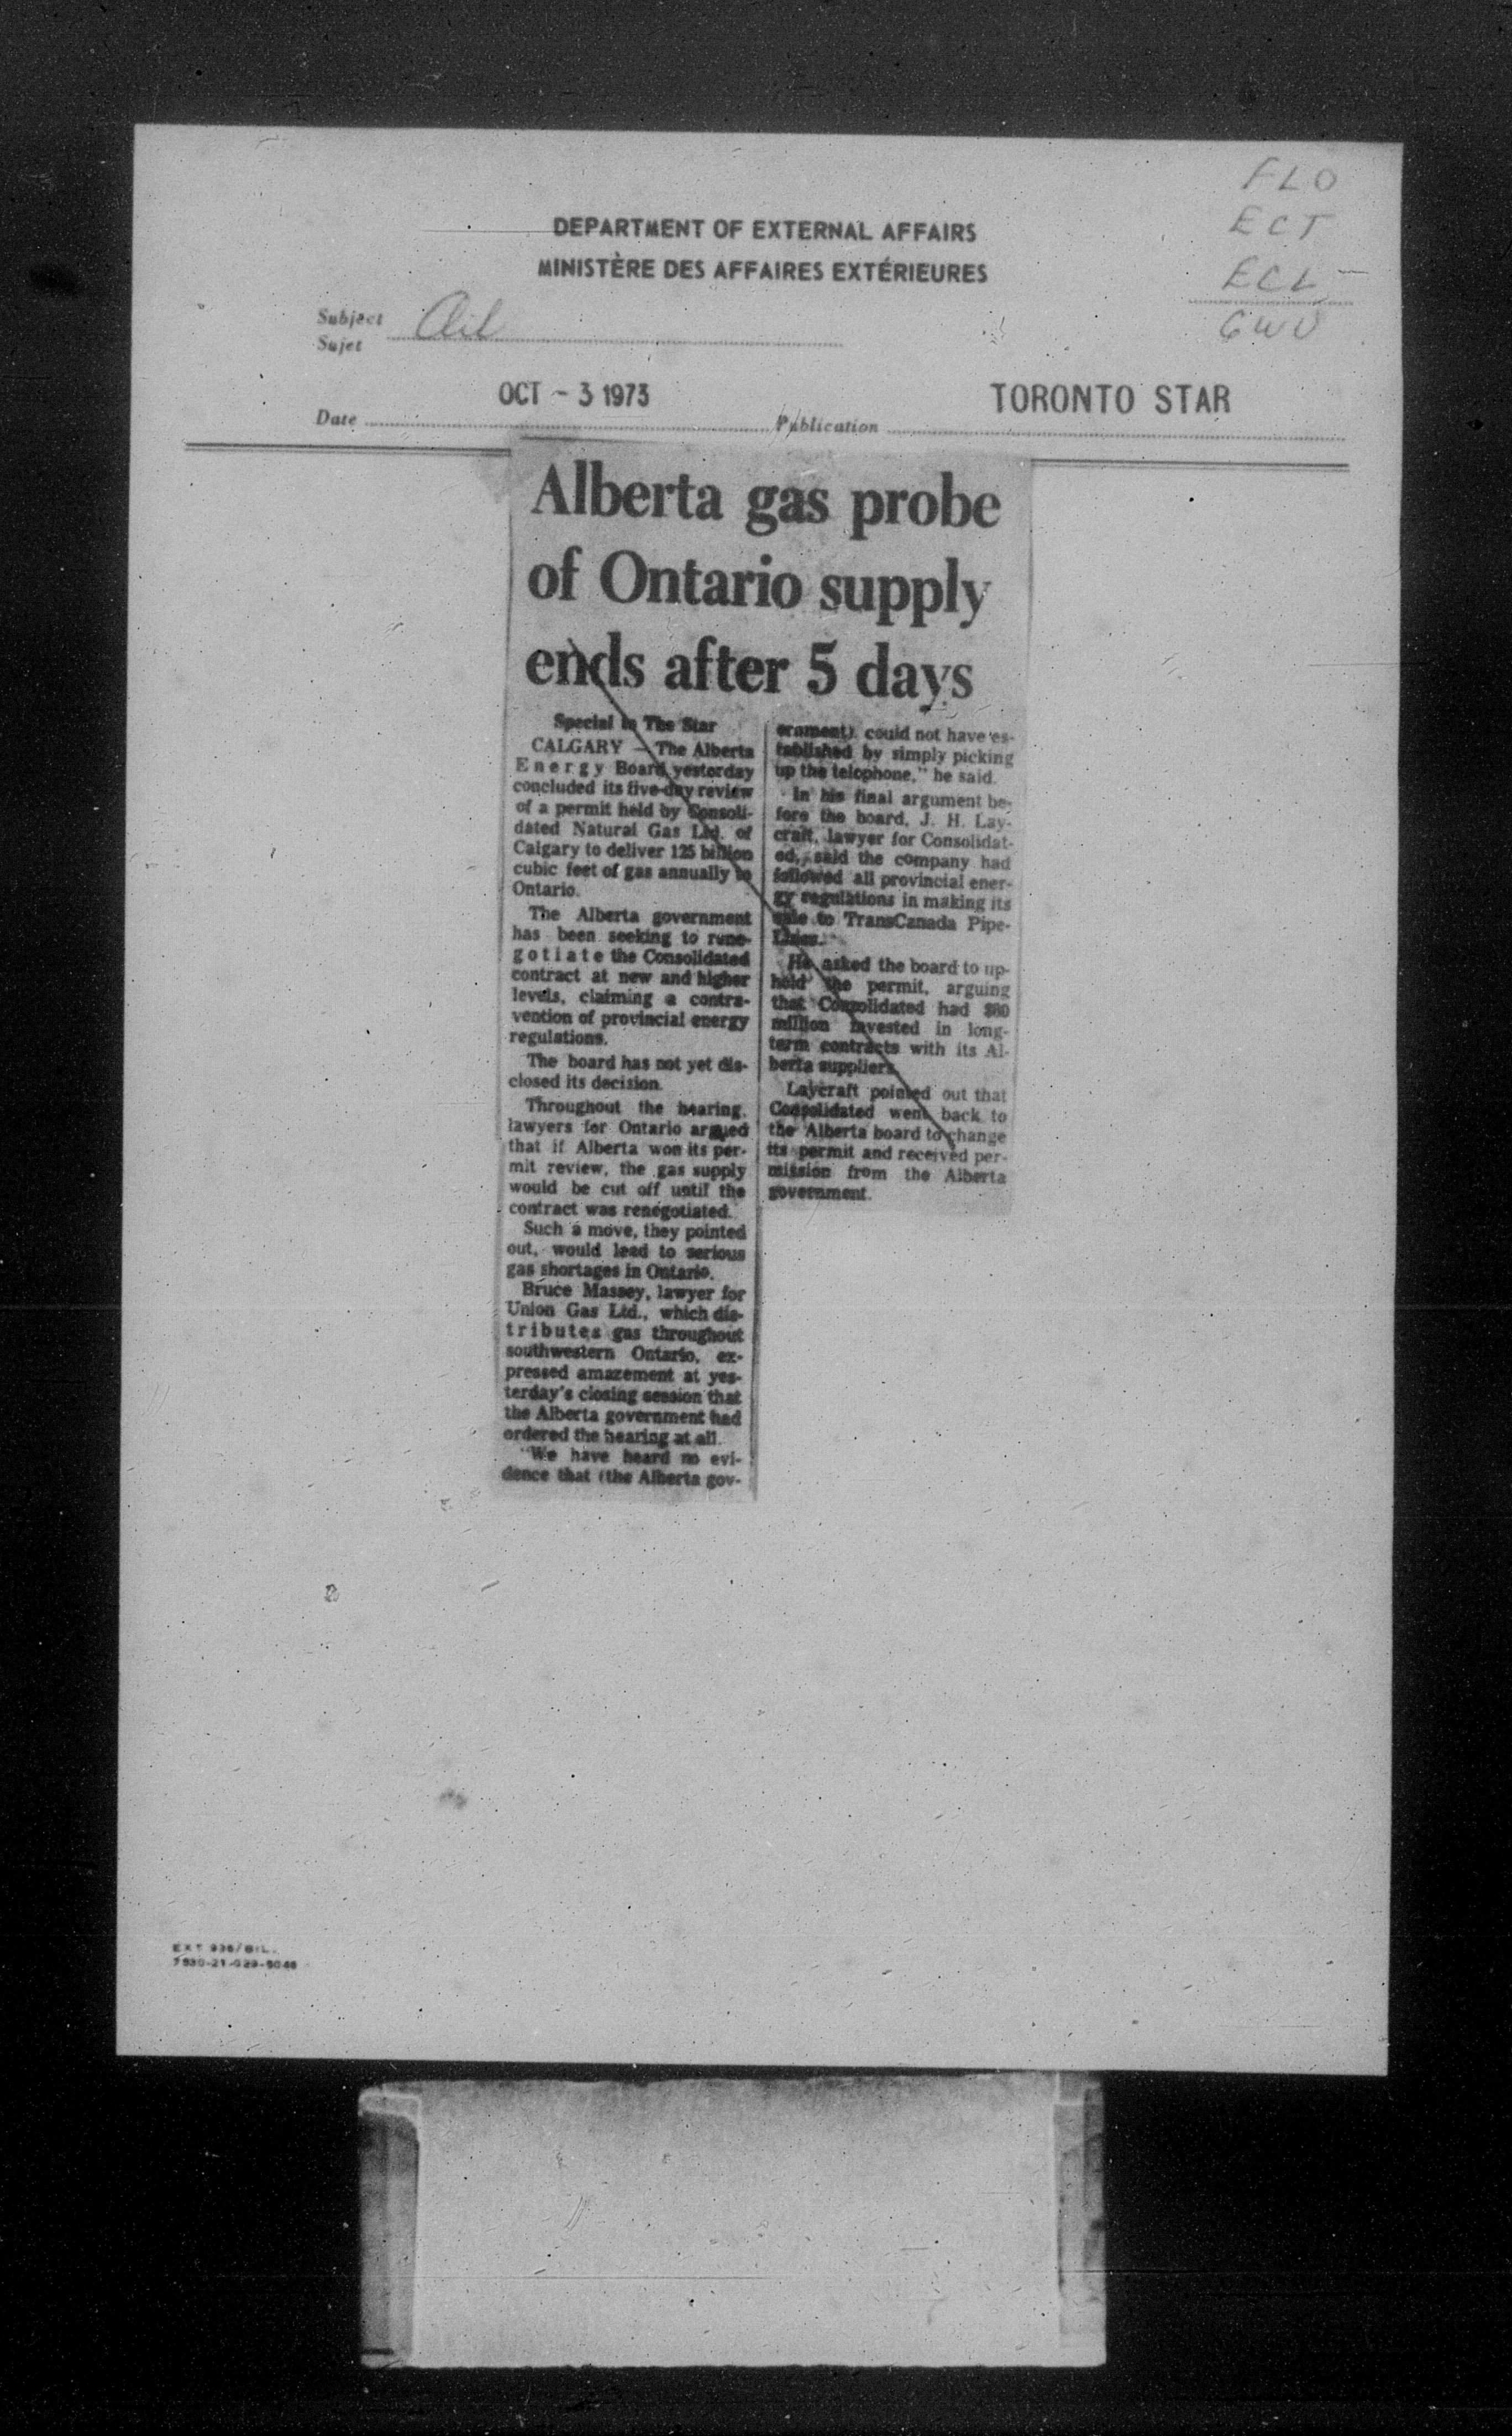 FLO
ECT
ECL
GWU
DEPARTMENT OF EXTERNAL AFFAIRS
MINISTÈRE DES AFFAIRES EXTÉRIEURES
Subject
Sujet
Oil
OCT - 3 1973
TORONTO STAR
Date
Publication
Alberta gas probe
of Ontario supply
ends after 5 days
Special to The Star
CALGARY — The Alberta
Energy Board yesterday
concluded its five-day review
of a permit held by Consoli-
dated Natural Gas Ltd. of
Calgary to deliver 125 billion
cubic feet of gas annually to
Ontario.
The Alberta government
has been seeking to rene-
gotiate the Consolidated
contract at new and higher
levels, claiming a contra-
vention of provincial energy
regulations.
The board has not yet dis-
closed its decision.
Throughout the hearing,
lawyers for Ontario argued
that if Alberta won its per-
mit review, the gas supply
would be cut off until the
contract was renegotiated.
Such a move, they pointed
out, would lead to serious
gas shortages in Ontario.
Bruce Massey, lawyer for
Union Gas Ltd., which dis-
tributes gas throughout
southwestern Ontario, ex-
pressed amazement at yes-
terday's closing session that
the Alberta government had
ordered the hearing at all.
"We have heard no evi-
dence that (the Alberta gov-
ernment) could not have es-
tablished by simply picking
up the telephone," he said.
In his final argument be-
fore the board, J. H. Lay-
craft, lawyer for Consolidat-
ed, said the company had
followed all provincial ener-
gy regulations in making its
sale to TransCanada Pipe-
Lines.
He asked the board to up-
hold the permit, arguing
that Consolidated had $60
million invested in long-
term contracts with its Al-
berta suppliers.
Laycraft pointed out that
Consolidated went back to
the Alberta board to change
its permit and received per-
mission from the Alberta
government.
EXT 936/BIL.
7530-21-029-5046